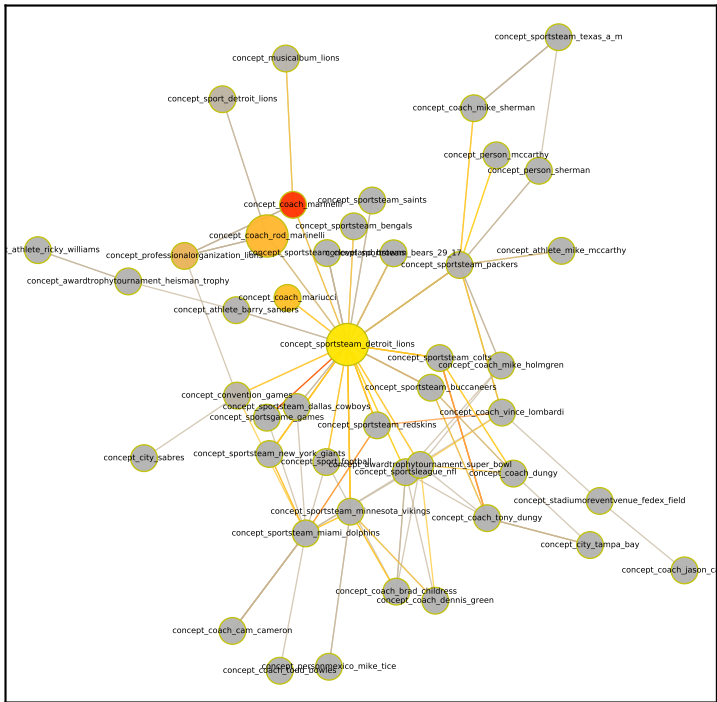 concept_sportsteam_texas_a_m
concept_musicalbum_lions
concept_sport_detroit_lions
concept_coach_mike_sherman
concept_person_mccarthy
concept_person_sherman
concept_coach_marinelli
concept_sportsteam_saints
concept_sportsteam_bengals
concept_coach_rod_marinelli
t_athlete_ricky_williams
concept_professionalorganization_lions
concept_athlete_mike_mccarthy
concept_sportsteam_packers
concept_awardtrophytournament_heisman_trophy
concept_coach_mariucci
concept_athlete_barry_sanders
concept_sportsteam_detroit_lions
concept_sportsteam_colts
concept_coach_mike_holmgren
concept_sportsteam_buccaneers
concept_convention_games
concept_sportsteam_dallas_cowboys
concept_sportsgame_games
concept_coach_vince_lombardi
concept_sportsteam_redskins
concept_sportsteam_new_york_giants
concept_city_sabres
concept_sport_football
concept_awardtrophytournament_super_bowl
concept_sportsleague_nfl
concept_coach_dungy
concept_stadiumoreventvenue_fedex_field
concept_sportsteam_minnesota_vikings
concept_coach_tony_dungy
concept_sportsteam_miami_dolphins
concept_city_tampa_bay
concept_coach_jason_ca
concept_coach_brad_childress
concept_coach_dennis_green
concept_coach_cam_cameron
concept_personmexico_mike_tice
concept_coach_todd_bowles